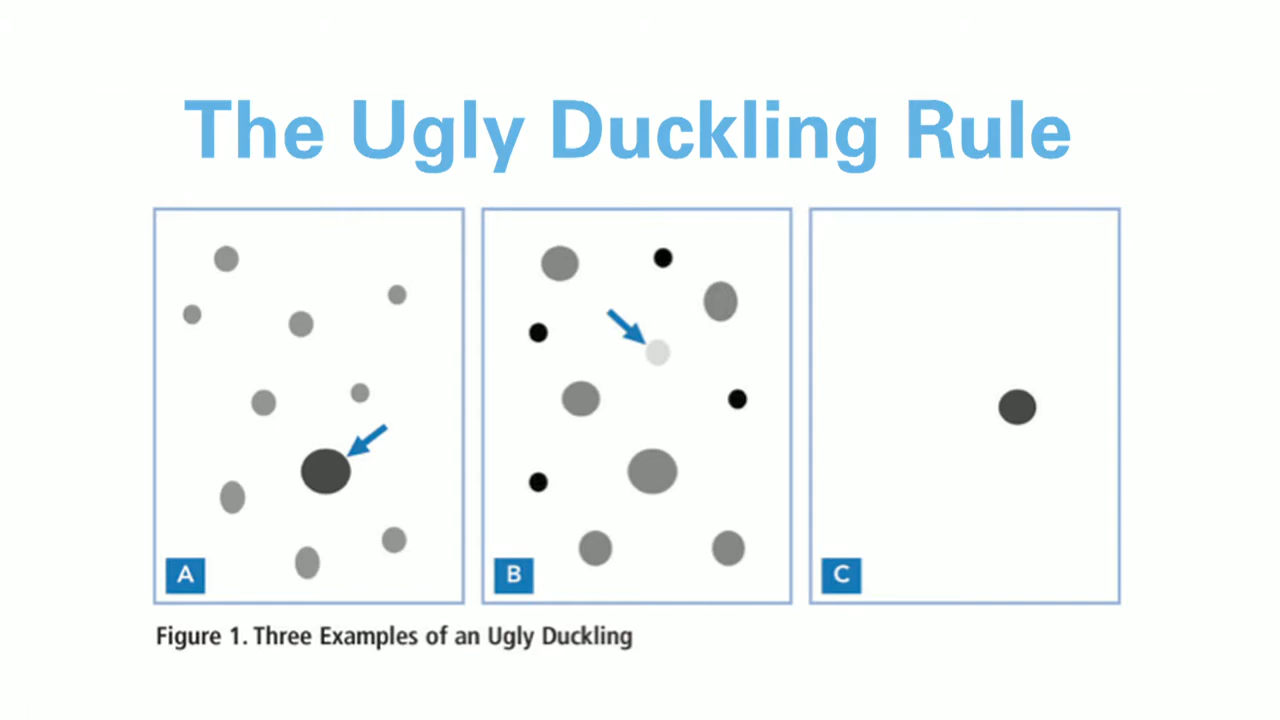 The Ugly Duckling Rule
A
B
C
Figure 1. Three Examples of an Ugly Duckling